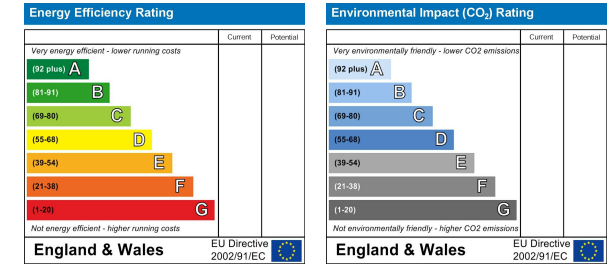 Energy Efficiency Rating
Current Potential
Very energy efficient - lower running costs
(92 plus) A
(81-91) B
(69-80) C
(55-68) D
(39-54) E
(21-38) F
(1-20) G
Not energy efficient - higher running costs
England & Wales
EU Directive
2002/91/EC
Environmental Impact (CO₂) Rating
Current Potential
Very environmentally friendly - lower CO2 emissions
(92 plus) A
(81-91) B
(69-80) C
(55-68) D
(39-54) E
(21-38) F
(1-20) G
Not environmentally friendly - higher CO2 emissions
England & Wales
EU Directive
2002/91/EC